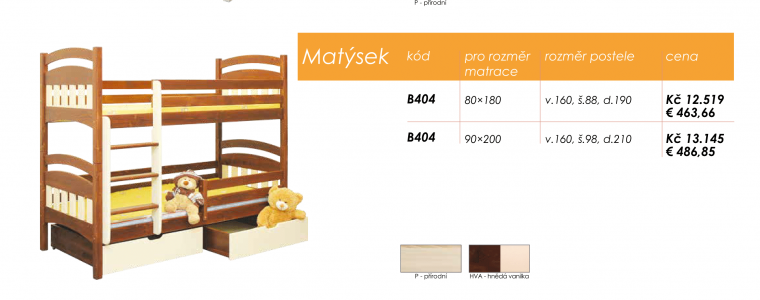 P - přírodní
Matýsek kód pro rozměr matrace rozměr postele cena
B404 80×180 v.160, š.88, d.190 Kč 12.519
€ 463,66
B404 90×200 v.160, š.98, d.210 Kč 13.145
€ 486,85
P - přírodní HVA - hnědá vanilka